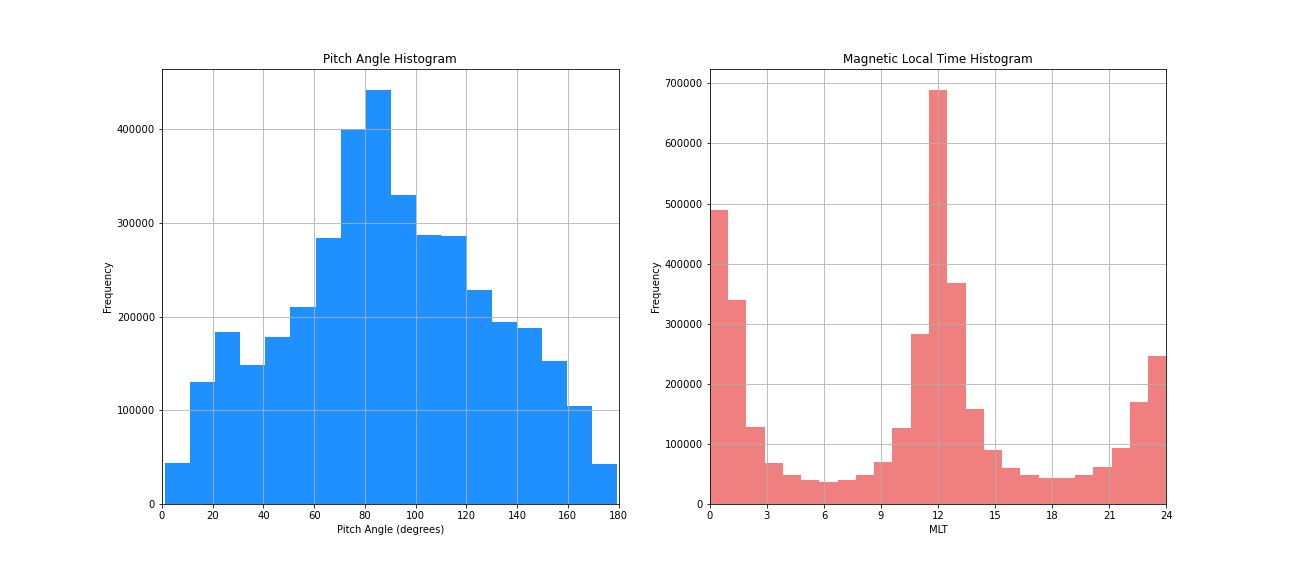 Pitch Angle Histogram
Frequency
400000
300000
200000
100000
0
0 20 40 60 80 100 120 140 160 180
Pitch Angle (degrees)
Magnetic Local Time Histogram
Frequency
700000
600000
500000
400000
300000
200000
100000
0
0 3 6 9 12 15 18 21 24
MLT